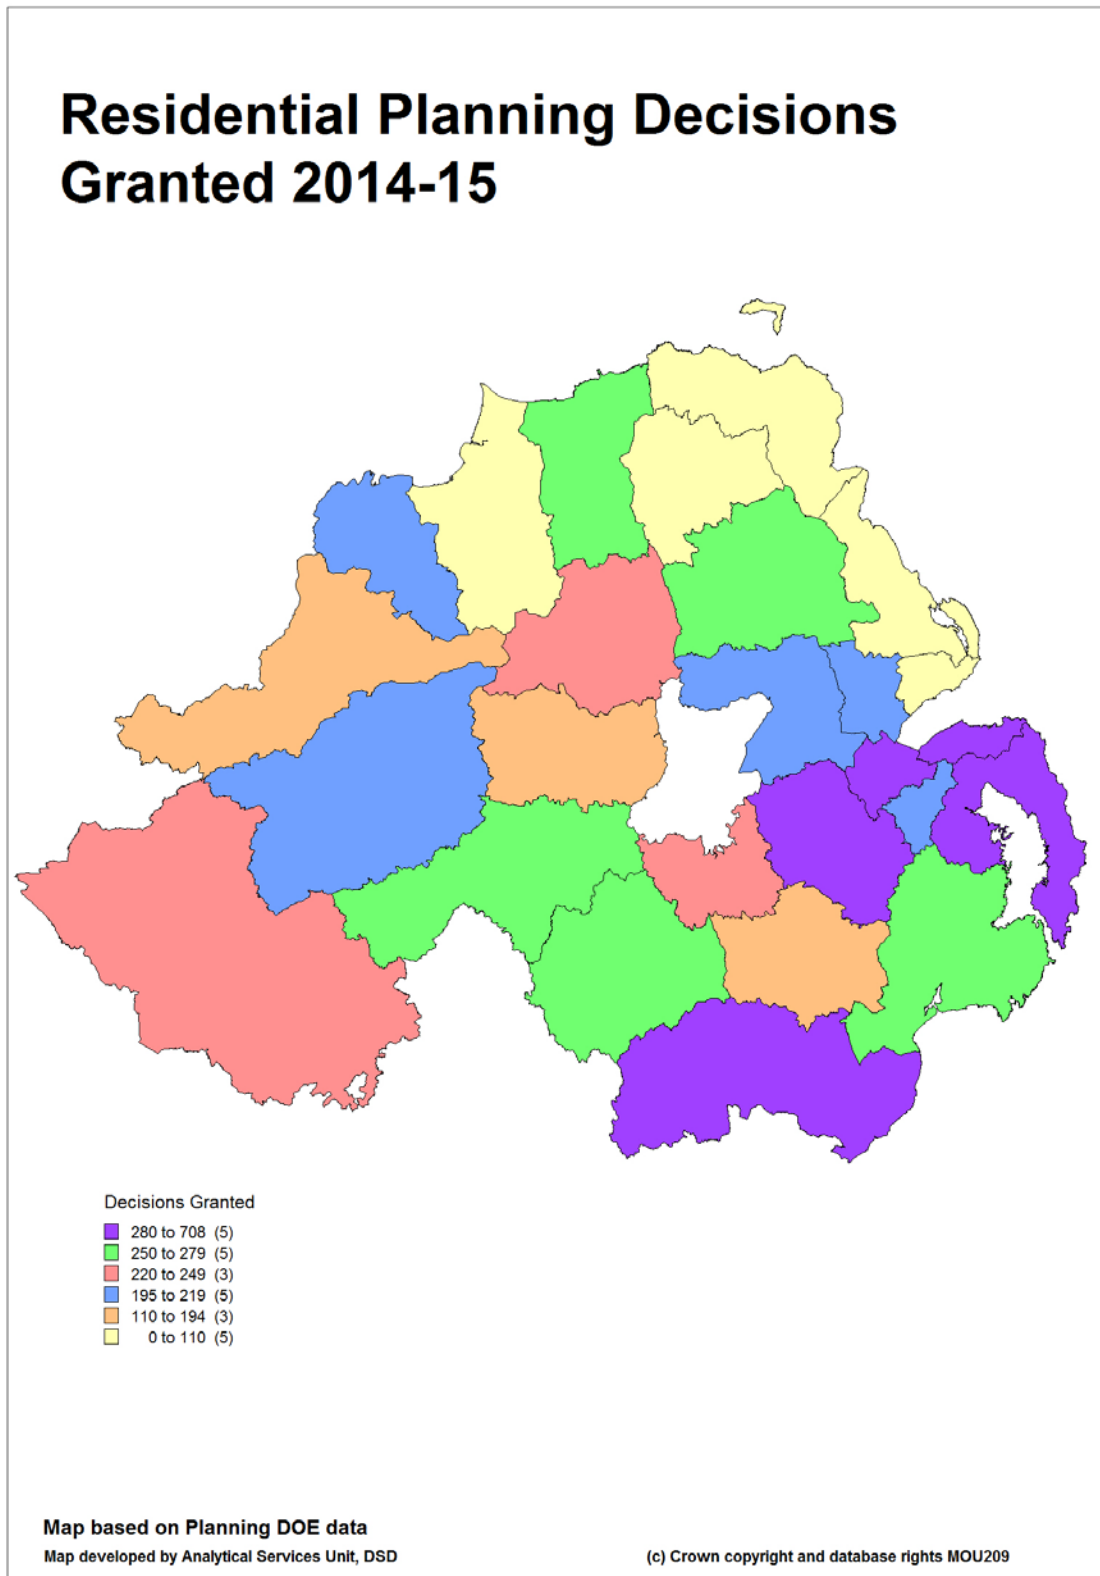 Residential Planning Decisions
Granted 2014-15
Decisions Granted
280 to 708 (5)
250 to 279 (5)
220 to 249 (3)
195 to 219 (5)
110 to 194 (3)
0 to 110 (5)
Map based on Planning DOE data
Map developed by Analytical Services Unit, DSD
(c) Crown copyright and database rights MOU209